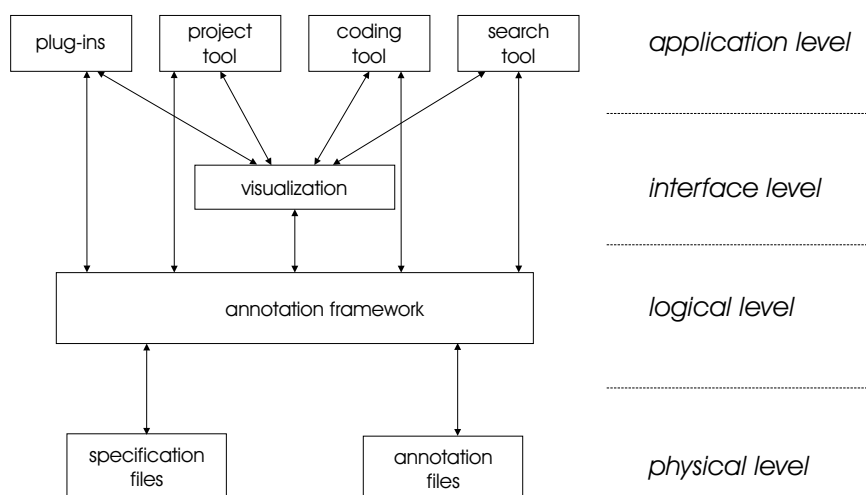 plug-ins
project
tool
coding
tool
search
tool
application level
visualization
interface level
annotation framework
logical level
specification
files
annotation
files
physical level